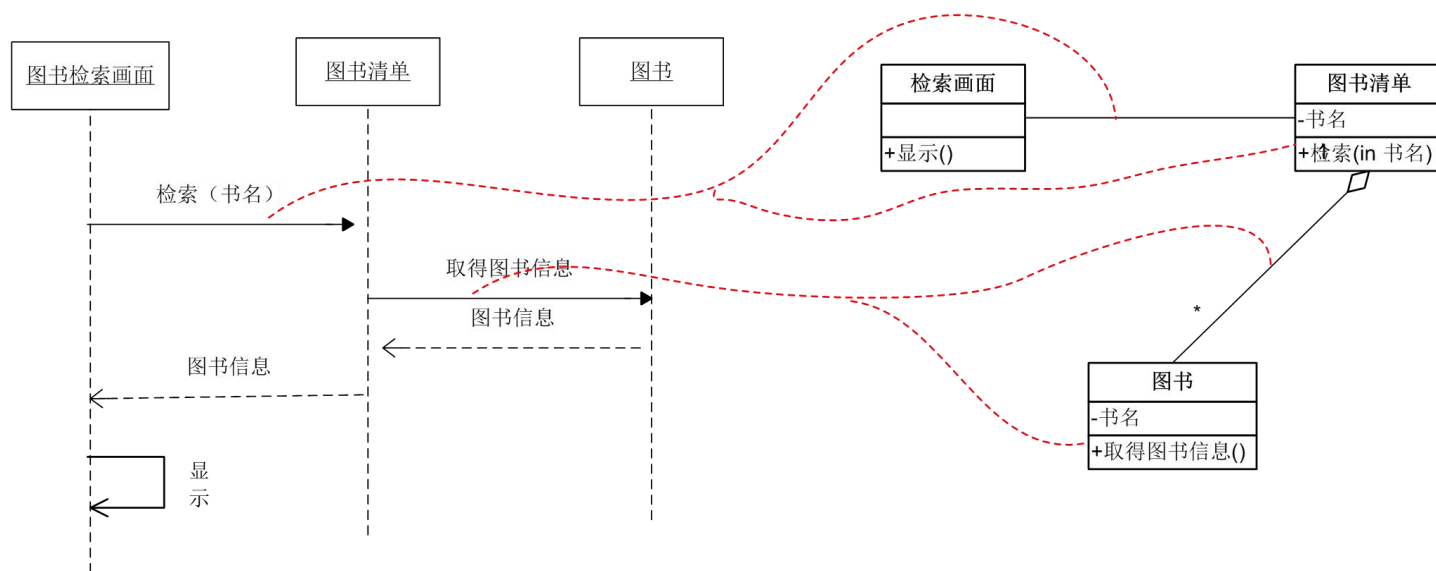 图书检索画面
图书清单
图书
检索（书名）
取得图书信息
图书信息
图书信息
显
示
检索画面
+显示()
图书清单
-书名
+检索(in 书名)
1
*
图书
-书名
+取得图书信息()